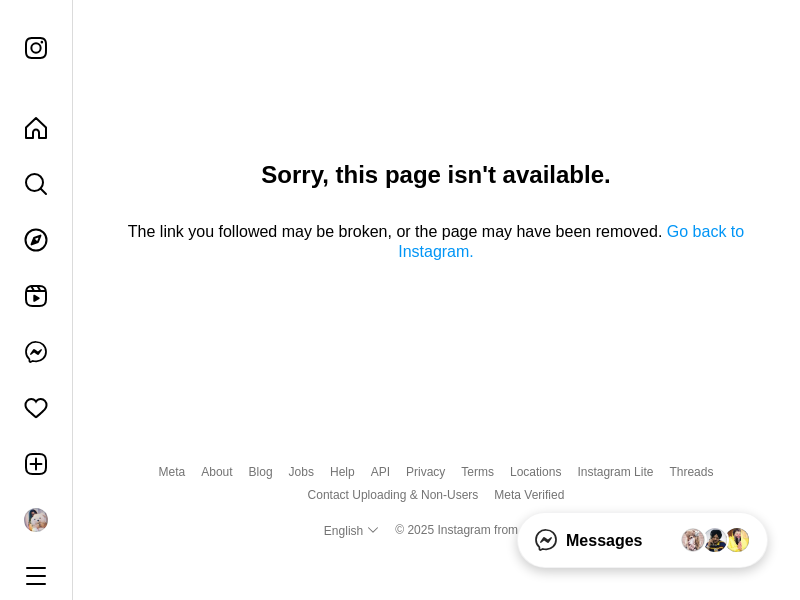 Sorry, this page isn't available.
The link you followed may be broken, or the page may have been removed. Go back to
Instagram.
Meta About Blog Jobs Help API Privacy Terms Locations Instagram Lite Threads
Contact Uploading & Non-Users Meta Verified
English © 2025 Instagram from
Messages